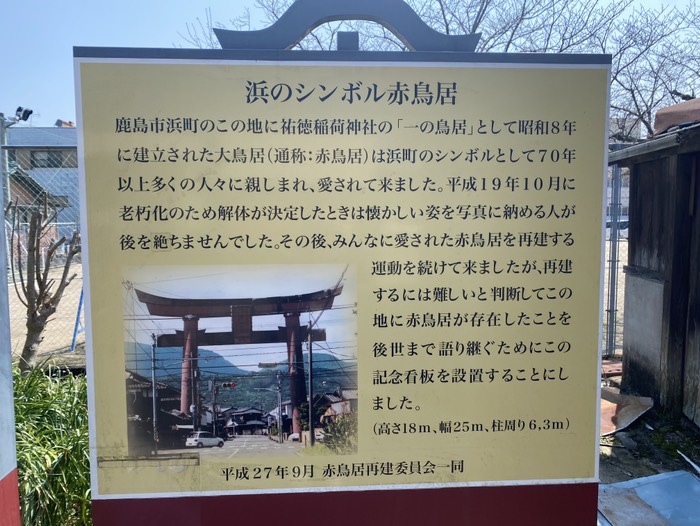 浜のシンボル赤鳥居
鹿島市浜町のこの地に祐徳稲荷神社の「一の鳥居」として昭和8年
に建立された大鳥居(通称:赤鳥居)は浜町のシンボルとして70年
以上多くの人々に親しまれ、愛されて来ました。平成19年10月に
老朽化のため解体が決定したときは懐かしい姿を写真に納める人が
後を絶ちませんでした。その後、みんなに愛された赤鳥居を再建する
運動を続けて来ましたが、再建
するには難しいと判断してこの
地に赤鳥居が存在したことを
後世まで語り継ぐためにこの
記念看板を設置することにし
ました。
(高さ18m、幅25m、柱周り6,3m)
平成27年9月 赤鳥居再建委員会一同